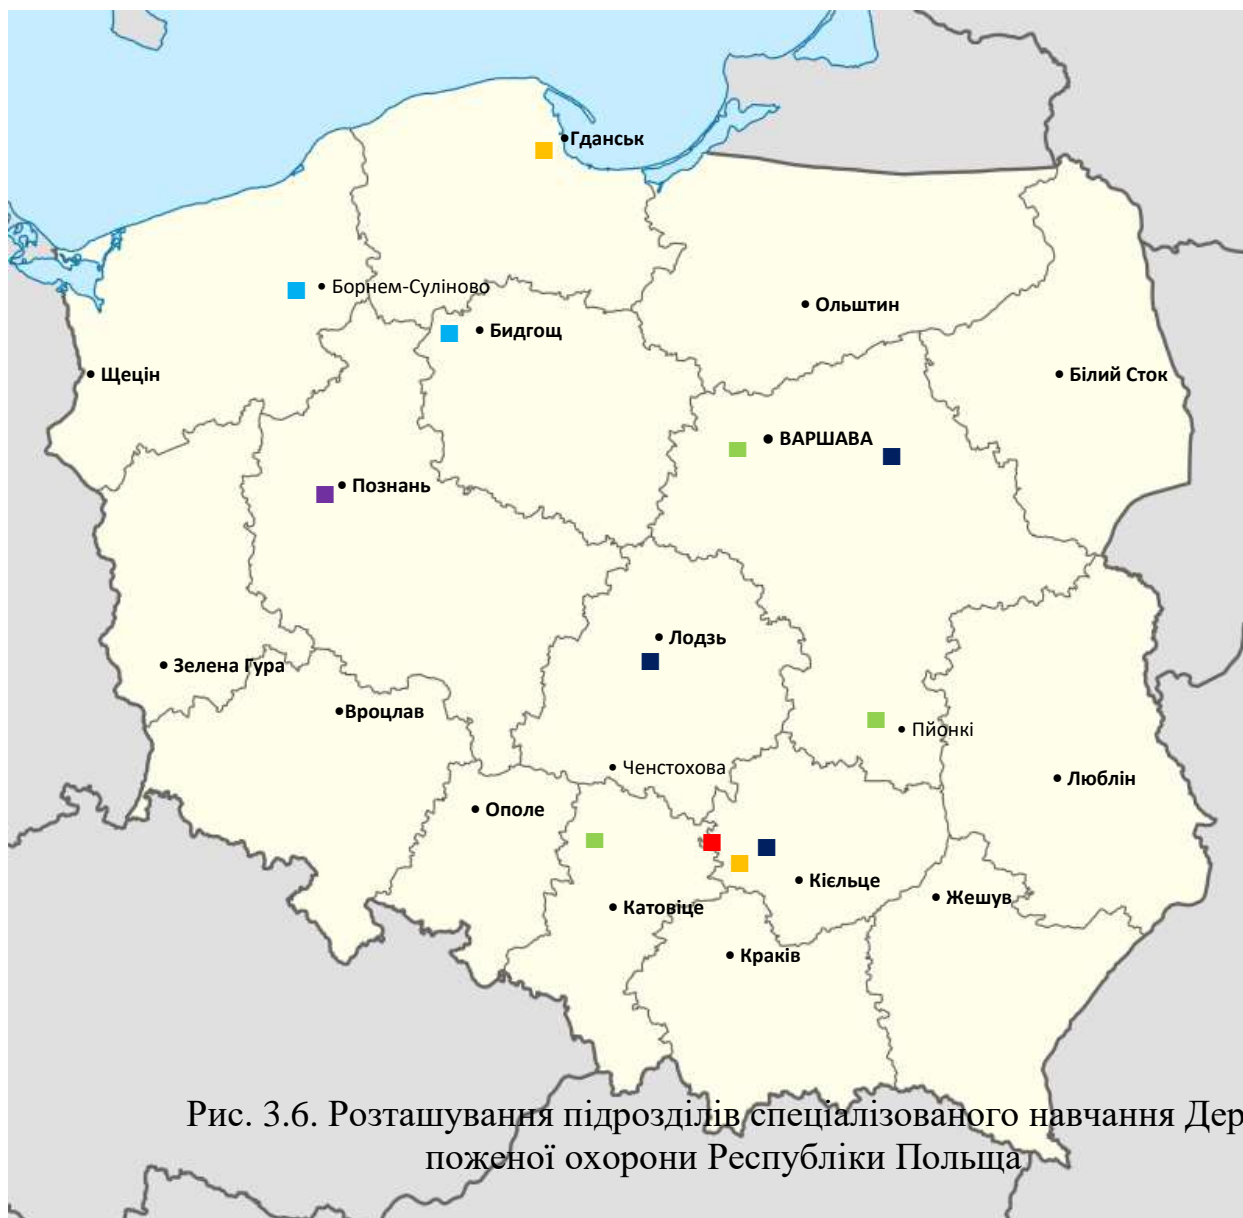 Гданськ
Борнем-Суліново
Ольштин
Бидгощ
Щецін
Білий Сток
ВАРШАВА
Познань
Лодзь
Зелена Гура
Вроцлав
Пйонкі
Ченстохова
Люблін
Ополе
Кієльце
Жешув
Катовіце
Краків
Рис. 3.6. Розташування підрозділів спеціалізованого навчання Дер
поженої охорони Республіки Польща